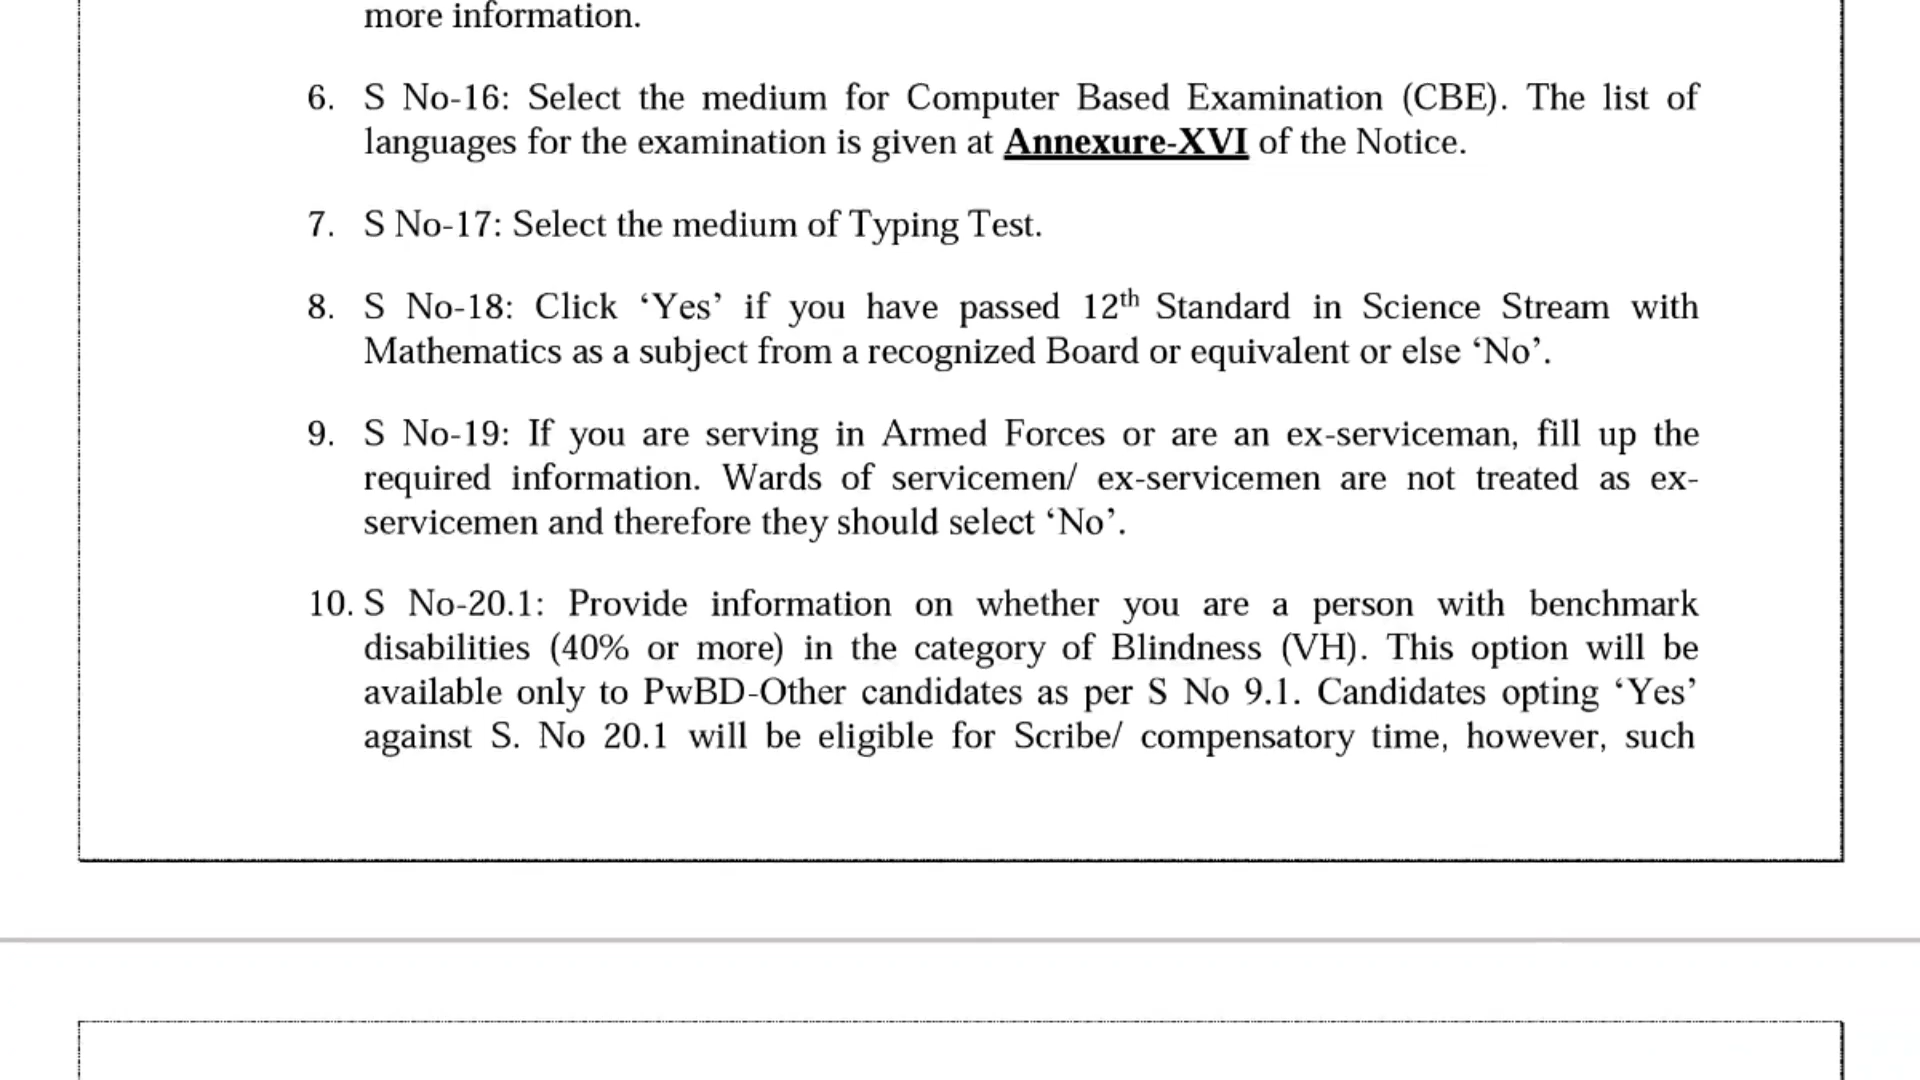 more information.
6. S No-16: Select the medium for Computer Based Examination (CBE). The list of
languages for the examination is given at Annexure-XVI of the Notice.
7. S No-17: Select the medium of Typing Test.
8. S No-18: Click ‘Yes’ if you have passed 12th Standard in Science Stream with
Mathematics as a subject from a recognized Board or equivalent or else ‘No’.
9. S No-19: If you are serving in Armed Forces or are an ex-serviceman, fill up the
required information. Wards of servicemen/ ex-servicemen are not treated as ex-
servicemen and therefore they should select ‘No’.
10. S No-20.1: Provide information on whether you are a person with benchmark
disabilities (40% or more) in the category of Blindness (VH). This option will be
available only to PwBD-Other candidates as per S No 9.1. Candidates opting ‘Yes’
against S. No 20.1 will be eligible for Scribe/ compensatory time, however, such